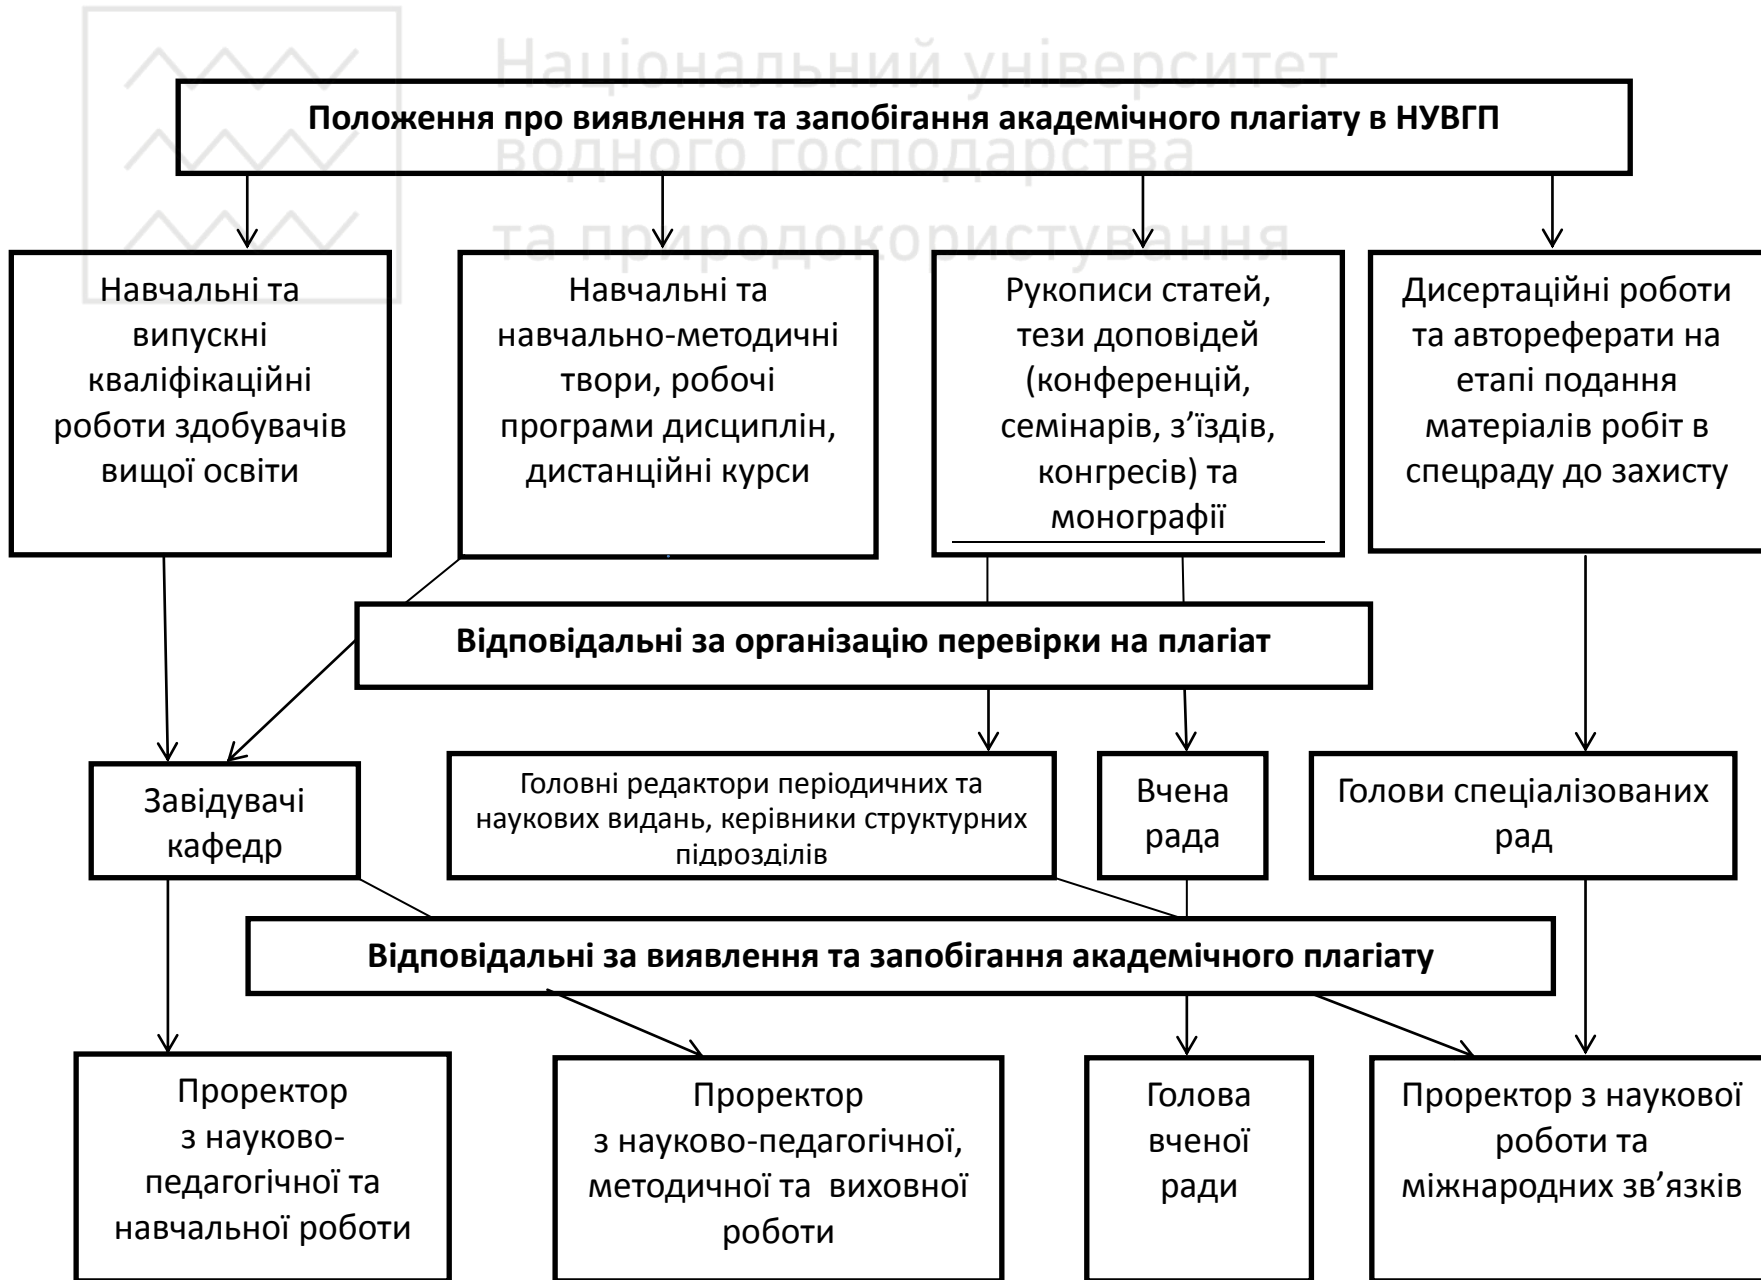 Національний університет
водного господарства
та природокористування
Положення про виявлення та запобігання академічного плагіату в НУВГП
Навчальні та
випускні
кваліфікаційні
роботи здобувачів
вищої освіти
Навчальні та
навчально-методичні
твори, робочі
програми дисциплін,
дистанційні курси
Рукописи статей,
тези доповідей
(конференцій,
семінарів, з’їздів,
конгресів) та
монографії
Дисертаційні роботи
та автореферати на
етапі подання
матеріалів робіт в
спецраду до захисту
Відповідальні за організацію перевірки на плагіат
Завідувачі
кафедр
Головні редактори періодичних та
наукових видань, керівники структурних
підрозділів
Вчена
рада
Голови спеціалізованих
рад
Відповідальні за виявлення та запобігання академічного плагіату
Проректор
з науково-
педагогічної та
навчальної роботи
Проректор
з науково-педагогічної,
методичної та виховної
роботи
Голова
вченої
ради
Проректор з наукової
роботи та
міжнародних зв’язків